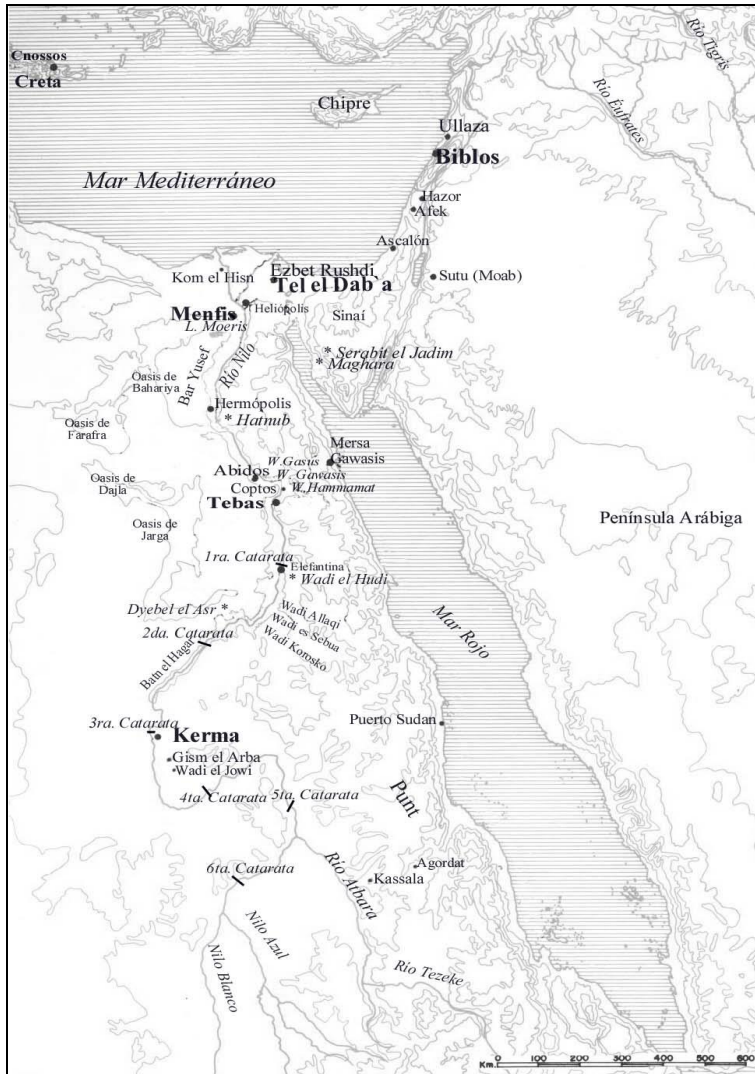 Cnossos
Creta
Chipre
Río Tigris
Río Éufrates
Ullaza
Biblos
Mar Mediterráneo
Hazor
Afek
Ascalón
Kom el Hisn
Ezbet Rushdi
Tel el Dab`a
Sutu (Moab)
Menfis
Heliópolis
L. Moeris
Sinaí
* Serabit el Jadim
* Maghara
Río Nilo
Bar Yusef
Oasis de
Bahariya
Hermópolis
* Hatnub
Oasis de
Farafra
Mersa
Gawasis
W.Gasus
W. Gawasis
W.,Hammamat
Abidos
Coptos
Tebas
Oasis de
Dajla
Oasis de
Jarga
Península Arábiga
1ra. Catarata
Elefantina
* Wadi el Hudi
Dyebel el Asr *
Wadi Allaqi
Wadi es Sebua
Wadi Korosko
2da. Catarata
Batn el Hagar
Mar Rojo
3ra. Catarata
Kerma
Puerto Sudan
Gism el Arba
Wadi el Jowi
4ta. Catarata
5ta. Catarata
Punt
Agordat
Kassala
6ta. Catarata
Río Atbara
Nilo Azul
Nilo Blanco
Río Tezeke
Km. 0 100 200 300 400 500 600